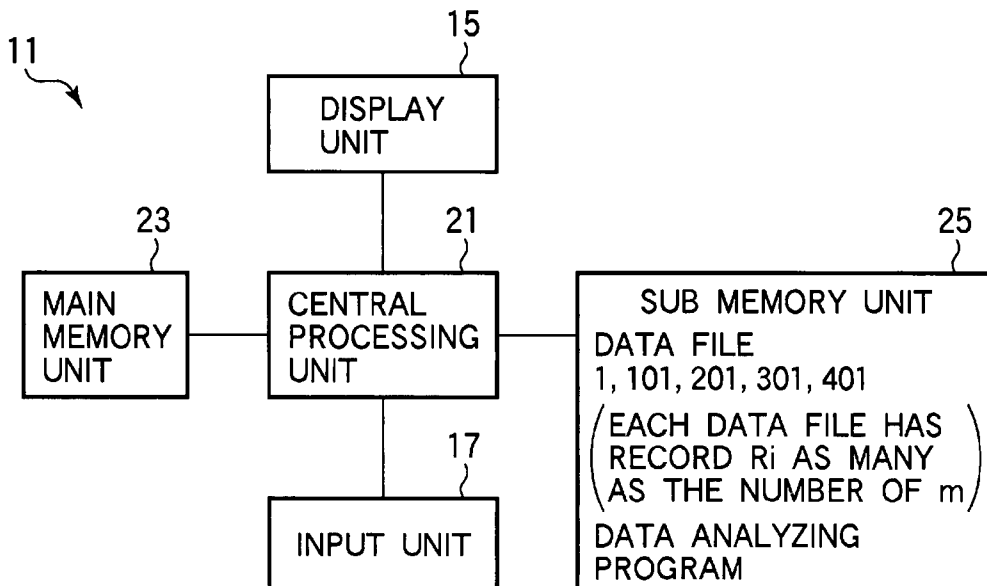 11
15
DISPLAY
UNIT
23
21
25
MAIN
MEMORY
UNIT
CENTRAL
PROCESSING
UNIT
SUB MEMORY UNIT
DATA FILE
1, 101, 201, 301, 401
(EACH DATA FILE HAS
RECORD Ri AS MANY
AS THE NUMBER OF m)
DATA ANALYZING
PROGRAM
17
INPUT UNIT